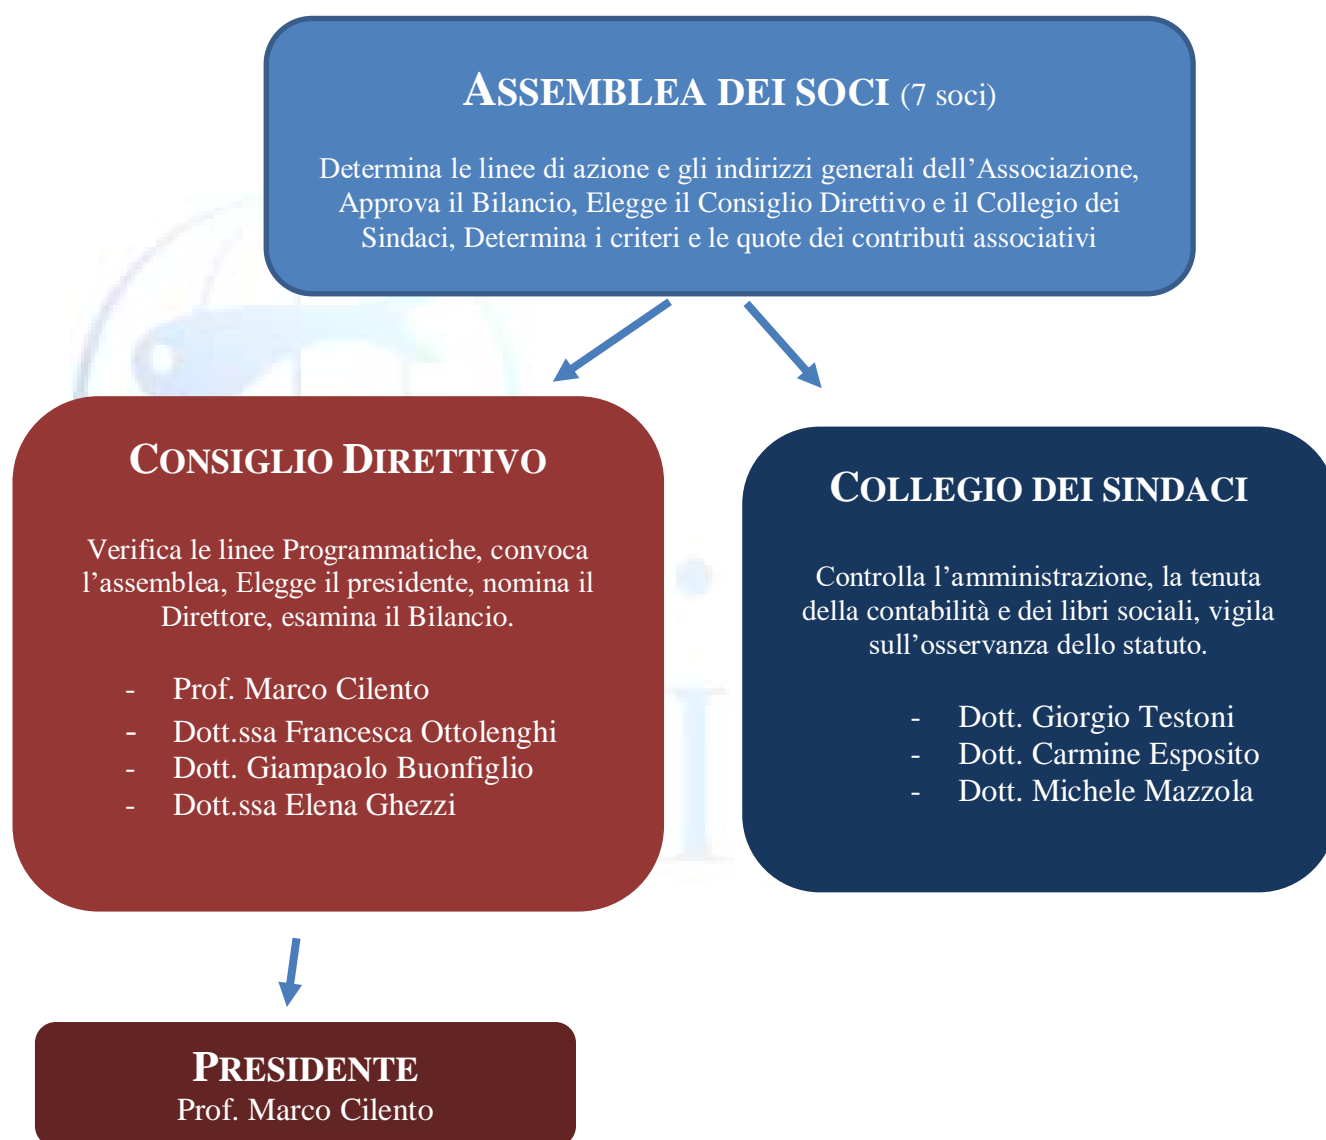 ASSEMBLEA DEI SOCI (7 soci)
Determina le linee di azione e gli indirizzi generali dell’Associazione,
Approva il Bilancio, Elegge il Consiglio Direttivo e il Collegio dei
Sindaci, Determina i criteri e le quote dei contributi associativi
CONSIGLIO DIRETTIVO
Verifica le linee Programmatiche, convoca
l’assemblea, Elegge il presidente, nomina il
Direttore, esamina il Bilancio.
- Prof. Marco Cilento
- Dott.ssa Francesca Ottolenghi
- Dott. Giampaolo Buonfiglio
- Dott.ssa Elena Ghezzi
COLLEGIO DEI SINDACI
Controlla l’amministrazione, la tenuta
della contabilità e dei libri sociali, vigila
sull’osservanza dello statuto.
- Dott. Giorgio Testoni
- Dott. Carmine Esposito
- Dott. Michele Mazzola
PRESIDENTE
Prof. Marco Cilento